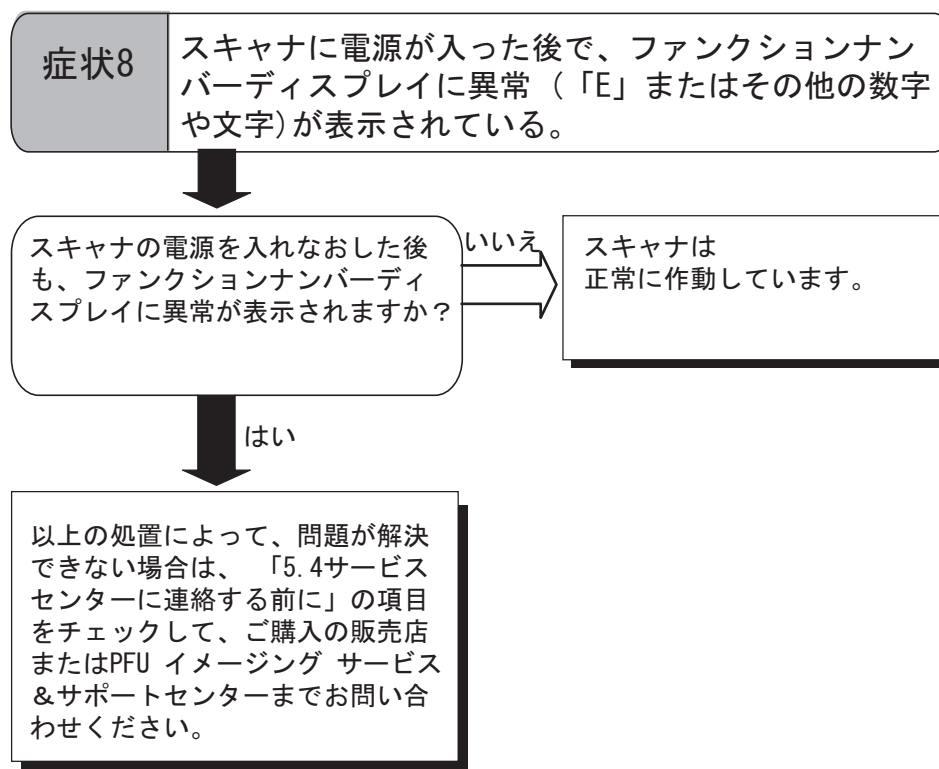 症状8
スキャナに電源が入った後で、ファンクションナン
バーディスプレイに異常（「E」またはその他の数字
や文字)が表示されている。
スキャナの電源を入れなおした後
も、ファンクションナンバーディ
スプレイに異常が表示されますか？
いいえ
スキャナは
正常に作動しています。
はい
以上の処置によって、問題が解決
できない場合は、 「5.4サービス
センターに連絡する前に」の項目
をチェックして、ご購入の販売店
またはPFU イメージング サービス
＆サポートセンターまでお問い合
わせください。